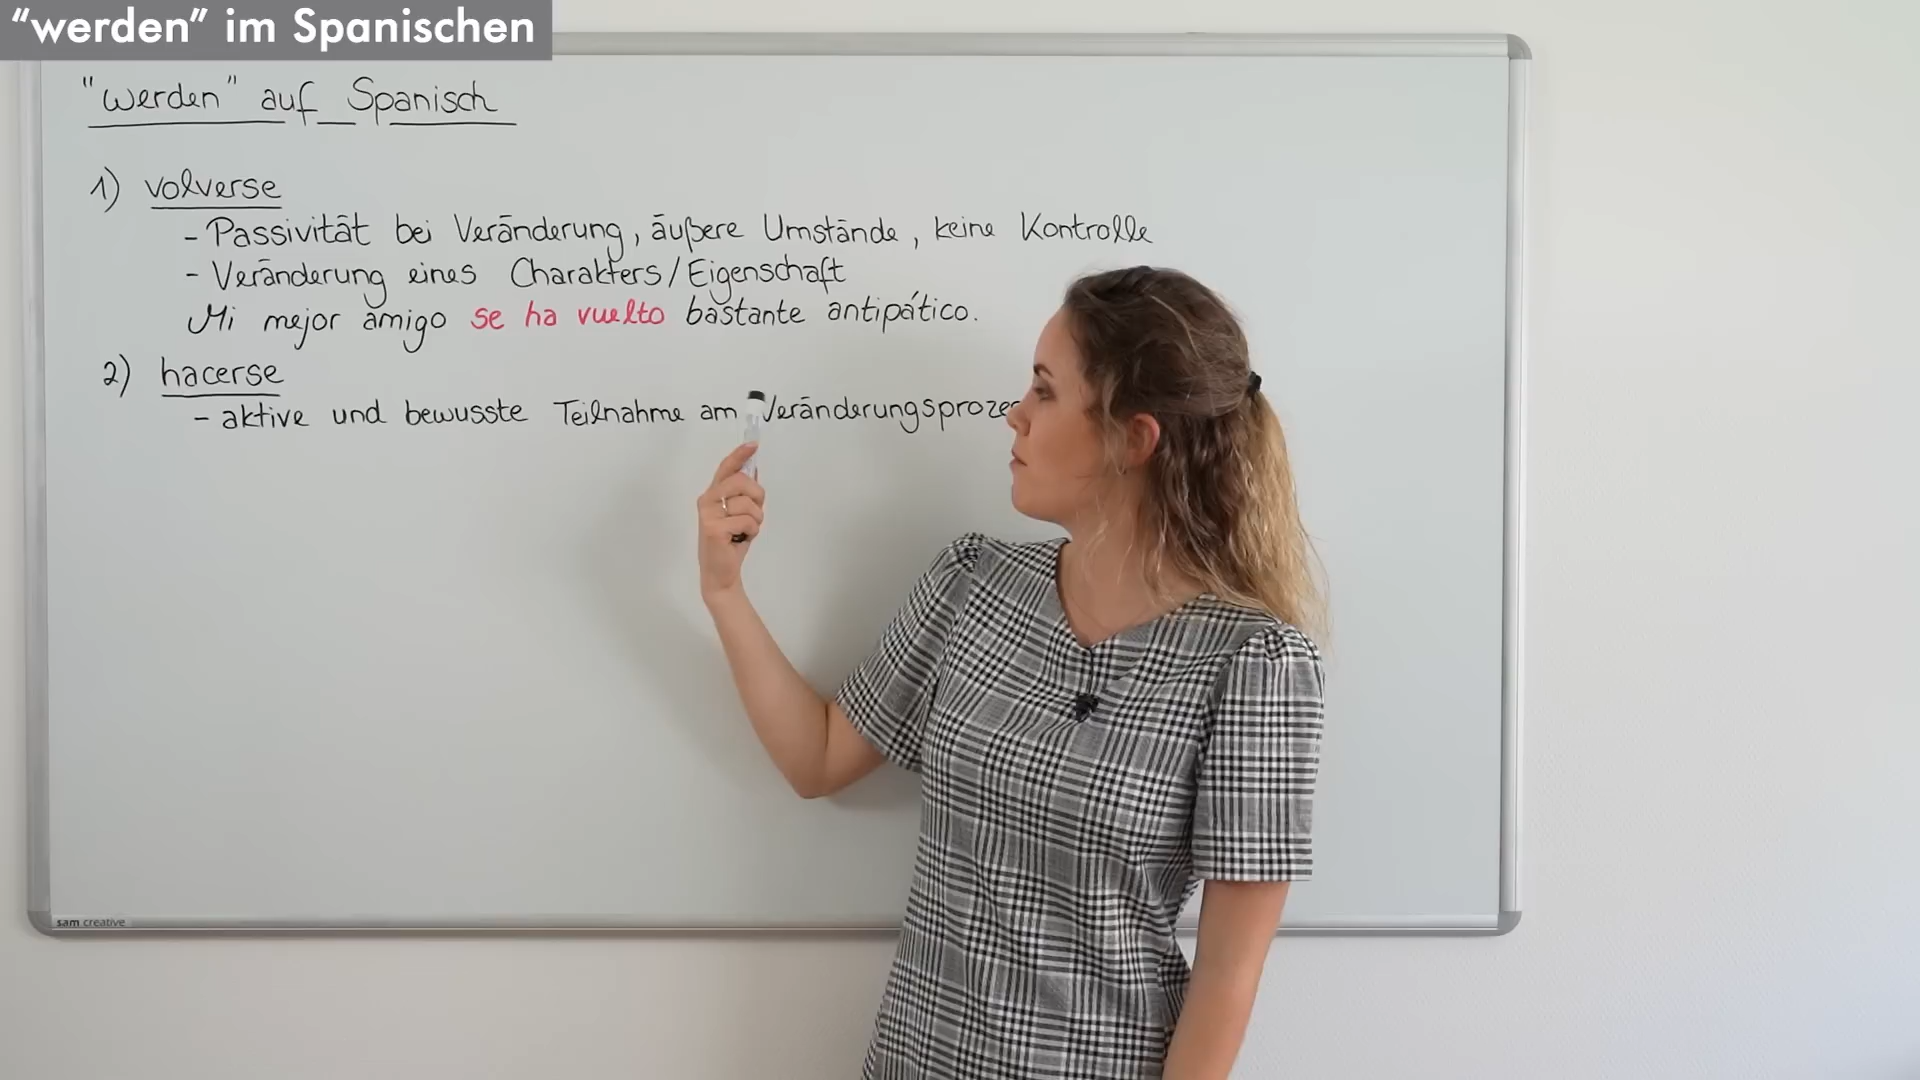 “werden” im Spanischen
"werden" auf Spanisch
1) volverse
- Passivität bei Veränderung, äußere Umstände, keine Kontrolle
- Veränderung eines Charakters/Eigenschaft
Mi mejor amigo se ha vuelto bastante antipático.
2) hacerse
- aktive und bewusste Teilnahme am
sam creative